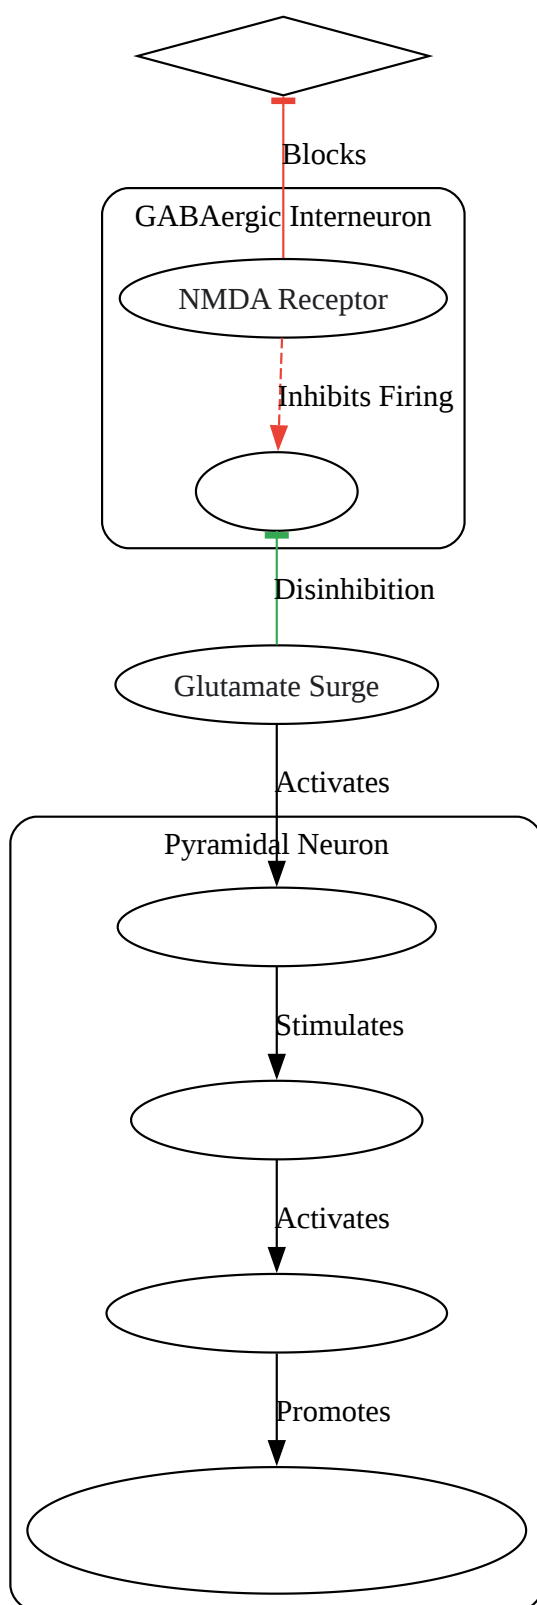 Blocks
GABAergic Interneuron
NMDA Receptor
Inhibits Firing
Disinhibition
Glutamate Surge
Activates
Pyramidal Neuron
Stimulates
Activates
Promotes